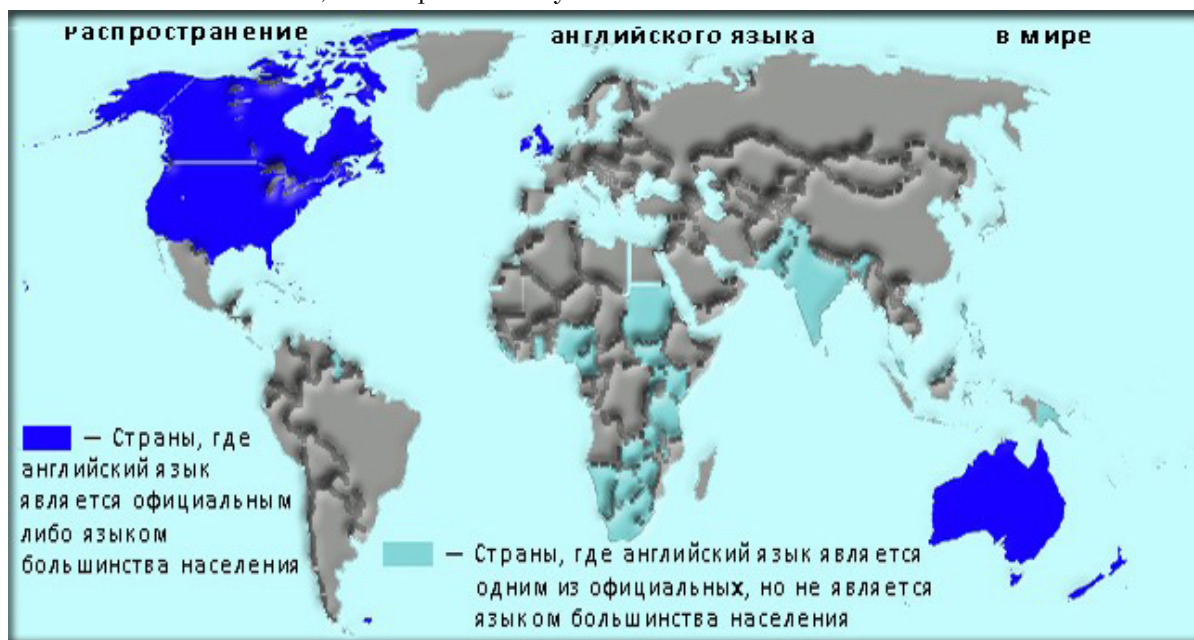 Распространение английского языка в мире
— Страны, где
английский язык
является официальным
либо языком
большинства населения
— Страны, где английский язык является
одним из официальных, но не является
языком большинства населения